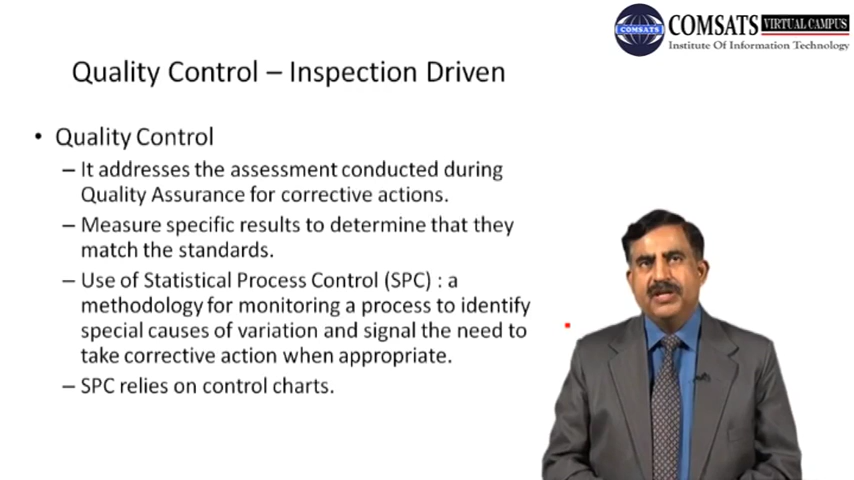 COMSATS VIRTUAL CAMPUS
COMSATS
Institute Of Information Technology
Quality Control – Inspection Driven
• Quality Control
– It addresses the assessment conducted during
Quality Assurance for corrective actions.
– Measure specific results to determine that they
match the standards.
– Use of Statistical Process Control (SPC) : a
methodology for monitoring a process to identify
special causes of variation and signal the need to
take corrective action when appropriate.
– SPC relies on control charts.